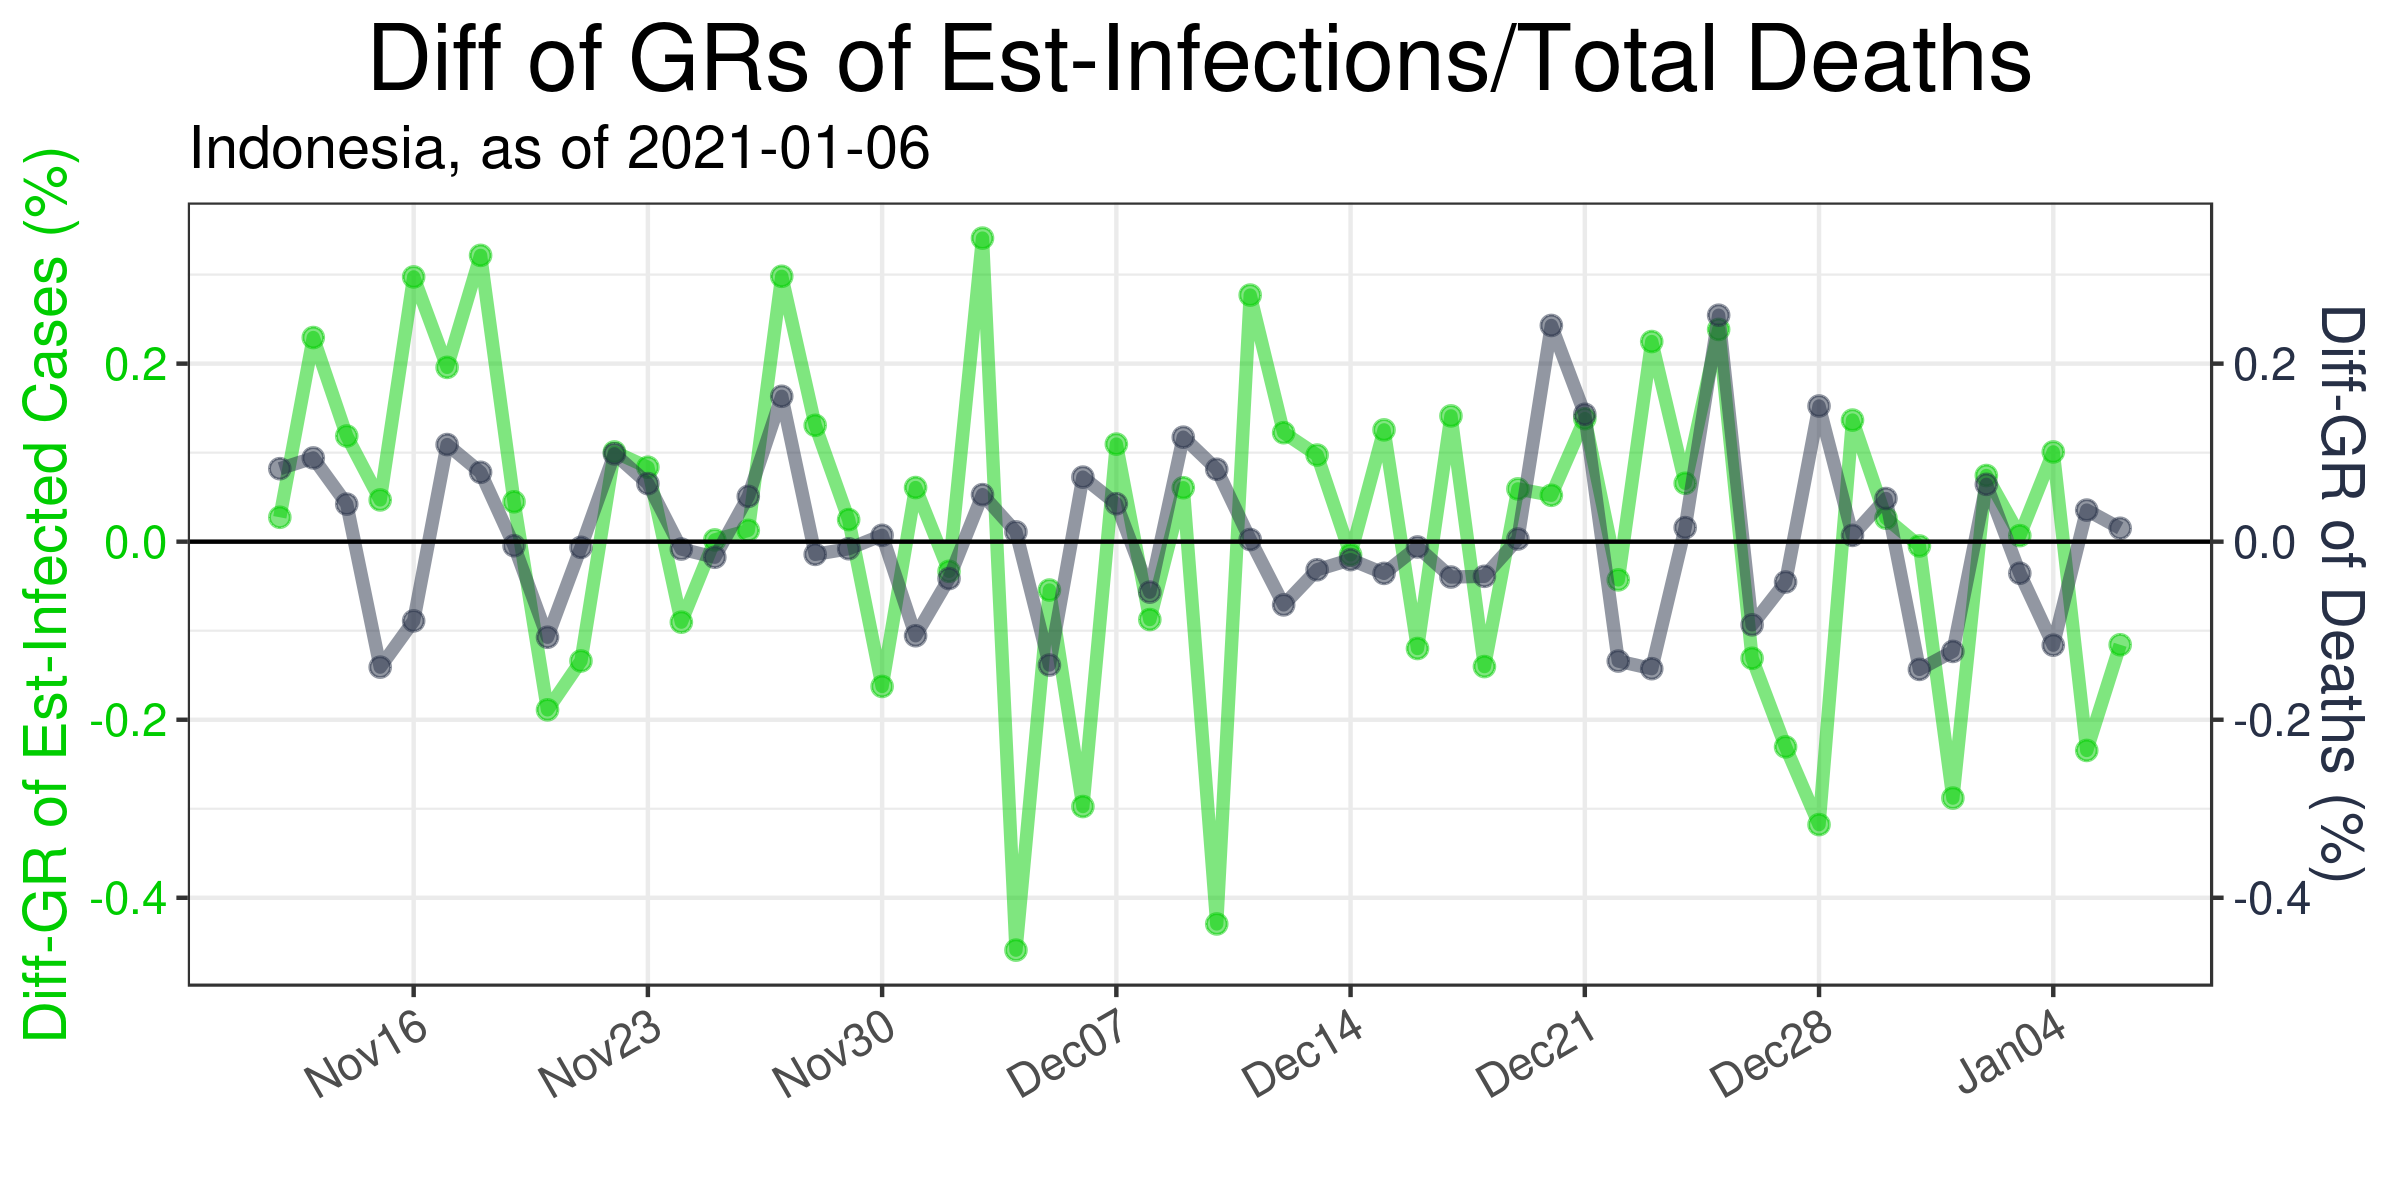 Diff of GRs of Est-Infections/Total Deaths
Indonesia, as of 2021-01-06
Diff-GR of Est-Infected Cases (%)
0.2
0.0
-0.2
-0.4
0.2
0.0
-0.2
-0.4
Diff-GR of Deaths (%)
Nov16
Nov23
Nov30
Dec07
Dec14
Dec21
Dec28
Jan04